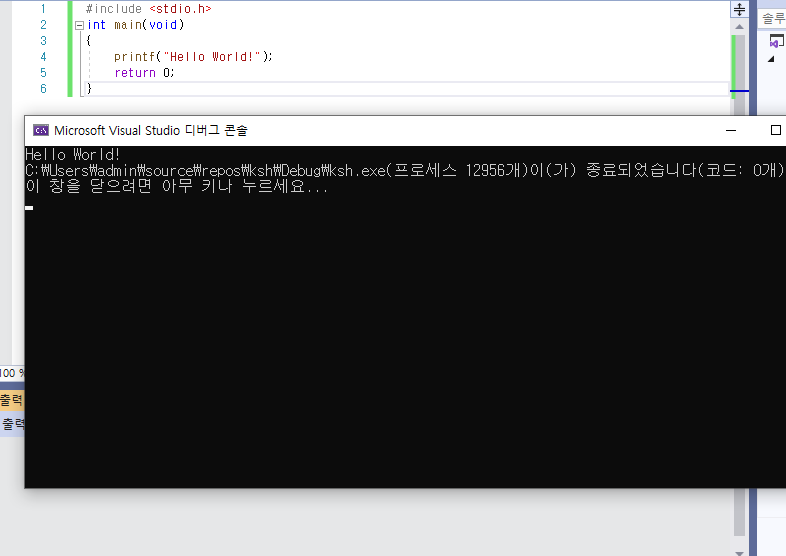 1 #include <stdio.h>
2 int main(void)
3 {
4 printf("Hello World!");
5 return 0;
6 }
솔루
Microsoft Visual Studio 디버그 콘솔
Hello World!
C:\Users\admin\source\repos\ksh\Debug\ksh.exe(프로세스 12956개)이(가) 종료되었습니다(코드: 0개)
이 창을 닫으려면 아무 키나 누르세요...
100 %
출력
출력